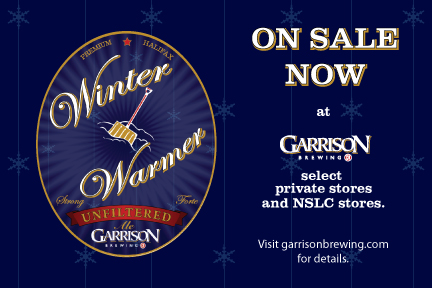 PREMIUM ★ HALIFAX
Winter
Warmer
Strong Forte
UNFILTERED
Ale
GARRISON
BREWING
ON SALE
NOW
at
GARRISON
BREWING
select
private stores
and NSLC stores.
Visit garrisonbrewing.com
for details.